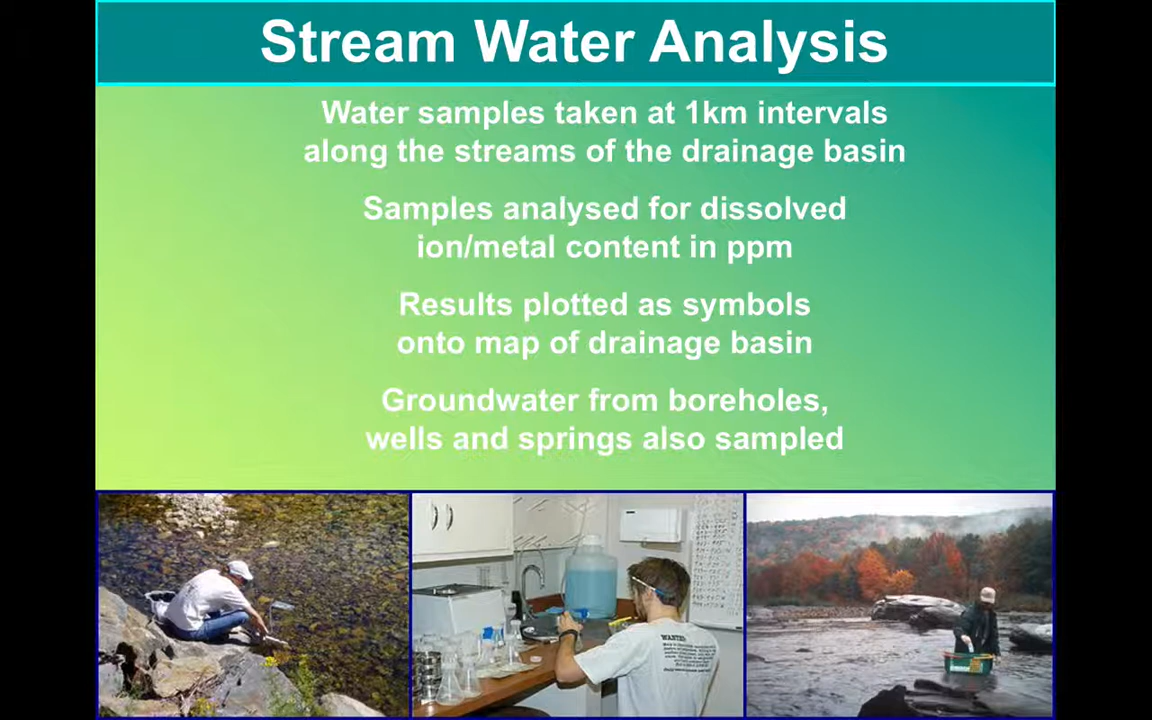 Stream Water Analysis
Water samples taken at 1km intervals
along the streams of the drainage basin
Samples analysed for dissolved
ion/metal content in ppm
Results plotted as symbols
onto map of drainage basin
Groundwater from boreholes,
wells and springs also sampled
WANTED